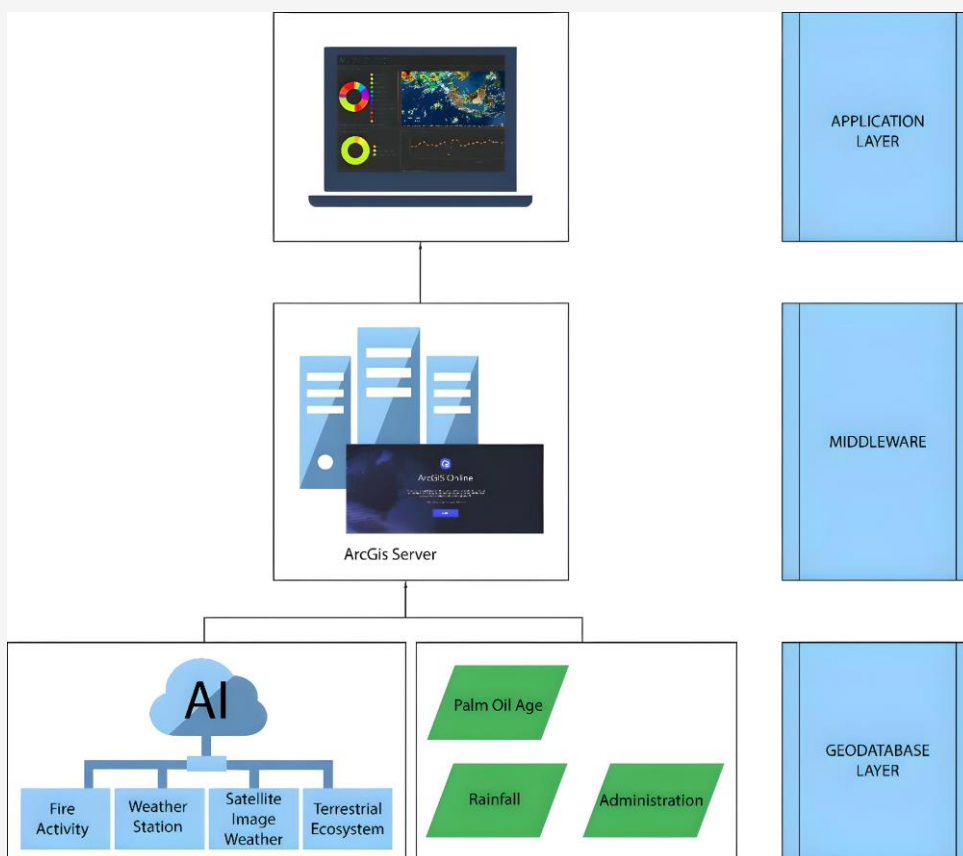 APPLICATION
LAYER
ArcGIS Online
ArcGis Server
MIDDLEWARE
AI
Fire
Activity
Weather
Station
Satellite
Image
Weather
Terrestrial
Ecosystem
Palm Oil Age
Rainfall
Administration
GEODATABASE
LAYER